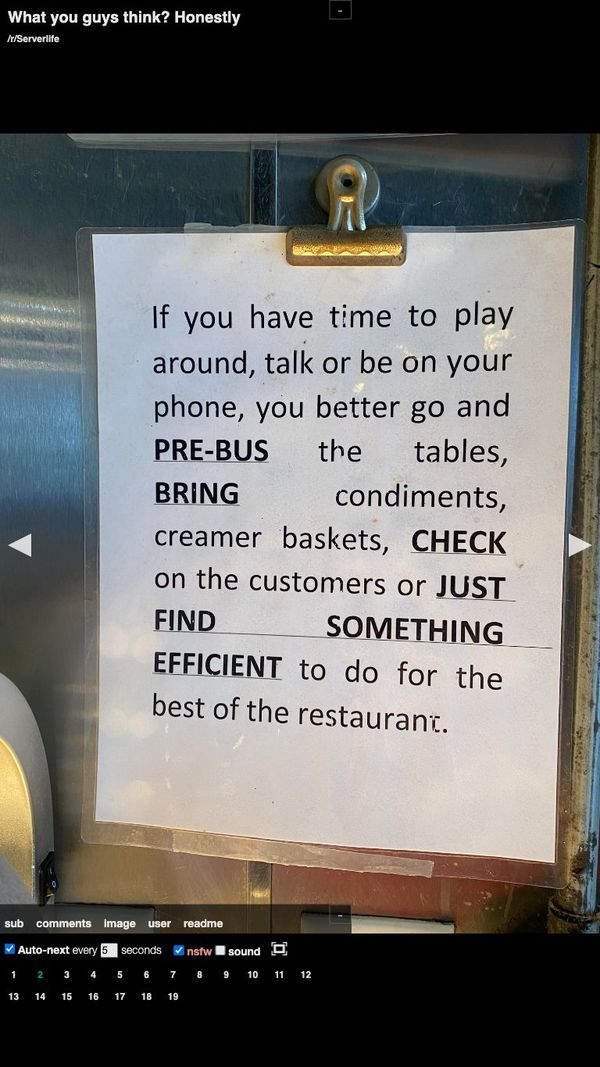 What you guys think? Honestly
/r/Serverlife
If you have time to play
around, talk or be on your
phone, you better go and
PRE-BUS the tables,
BRING condiments,
creamer baskets, CHECK
on the customers or JUST
FIND SOMETHING
EFFICIENT to do for the
best of the restaurant.
sub comments image user readme
Auto-next every 5 seconds nsfw sound
1 2 3 4 5 6 7 8 9 10 11 12
13 14 15 16 17 18 19